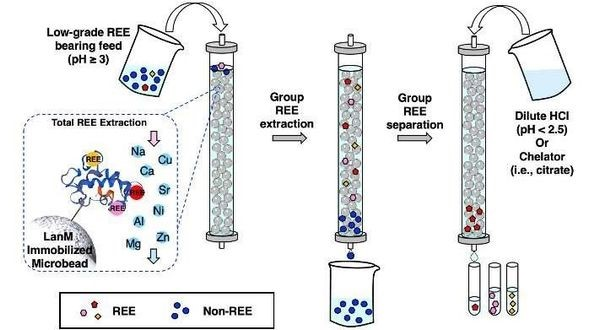 Low-grade REE
bearing feed
(pH ≥ 3)
Total REE Extraction
REE
REE
REE
Na
Cu
Ca
Sr
Ni
Al
Zn
Mg
LanM
Immobilized
Microbead
Group
REE
extraction
Group
REE
separation
Dilute HCl
(pH < 2.5)
Or
Chelator
(i.e., citrate)
REE
Non-REE